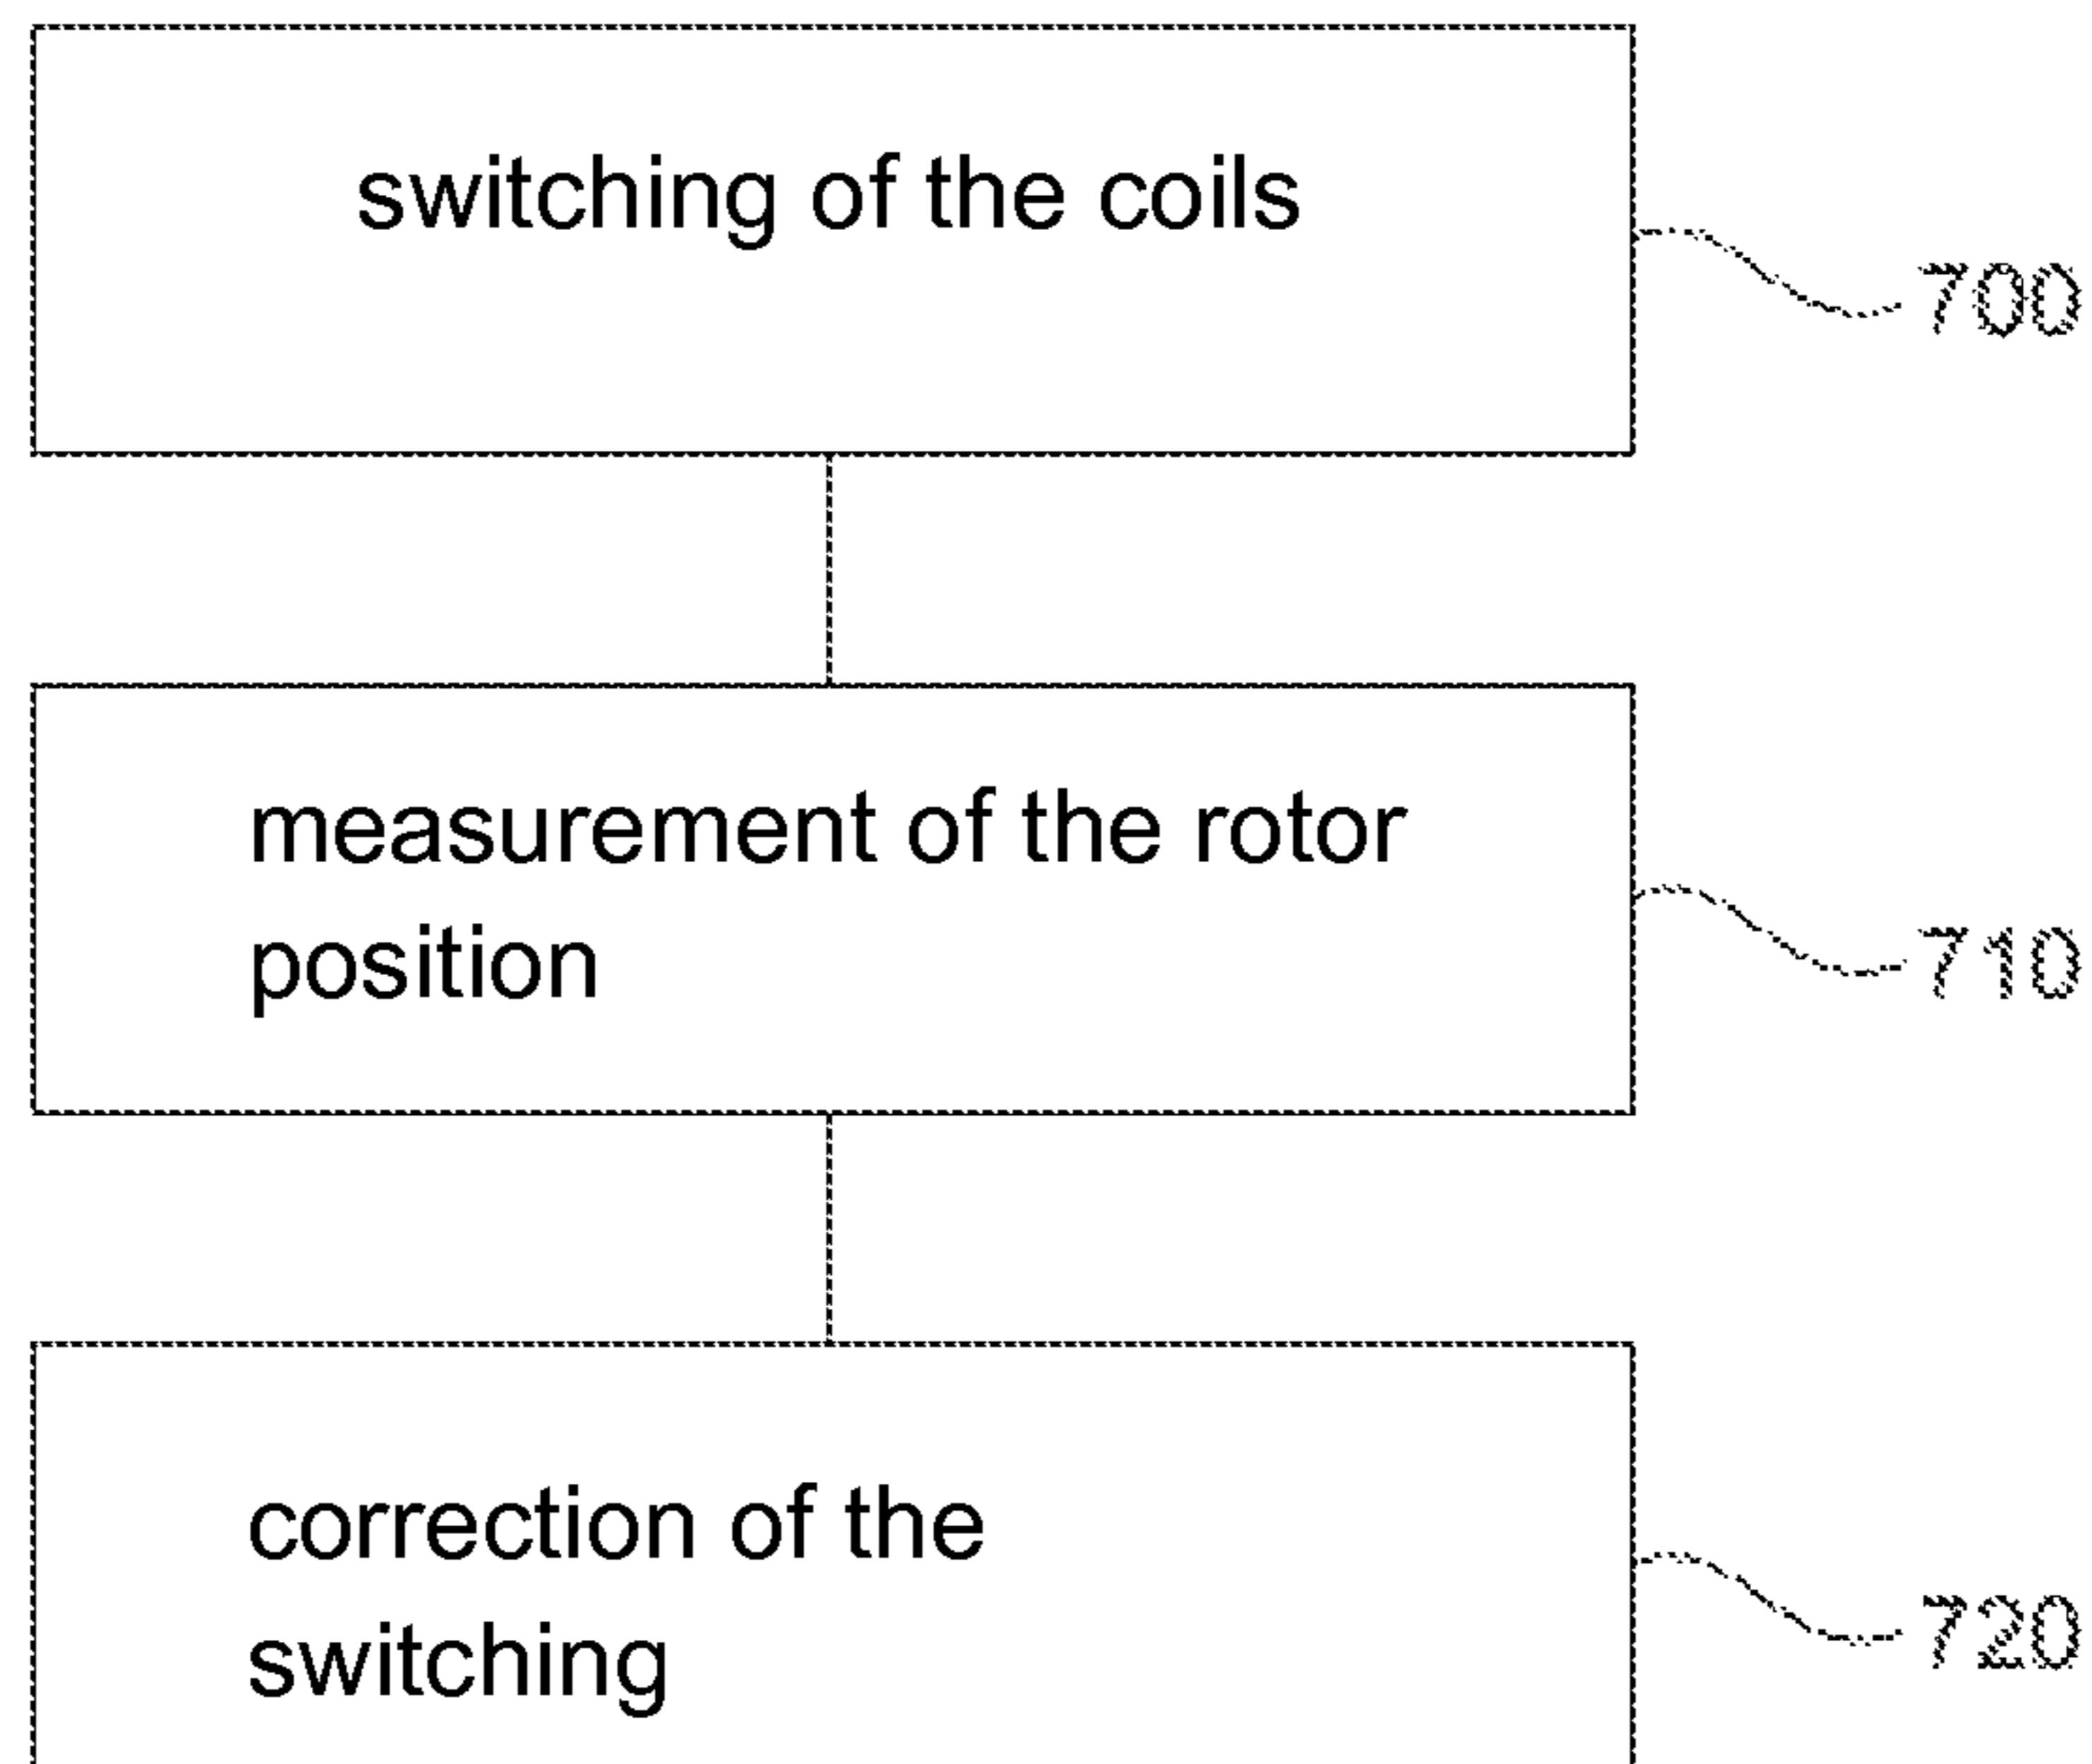 switching of the coils
700
measurement of the rotor
position
710
correction of the
switching
720